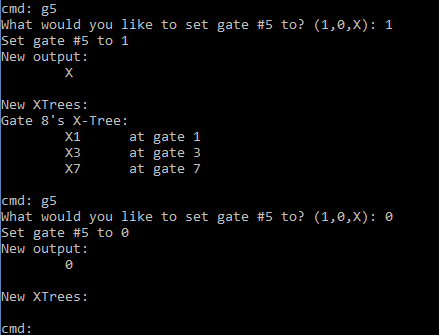 cmd: g5
What would you like to set gate #5 to? (1,0,X): 1
Set gate #5 to 1
New output:
X
New XTrees:
Gate 8's X-Tree:
X1 at gate 1
X3 at gate 3
X7 at gate 7
cmd: g5
What would you like to set gate #5 to? (1,0,X): 0
Set gate #5 to 0
New output:
0
New XTrees:
cmd: